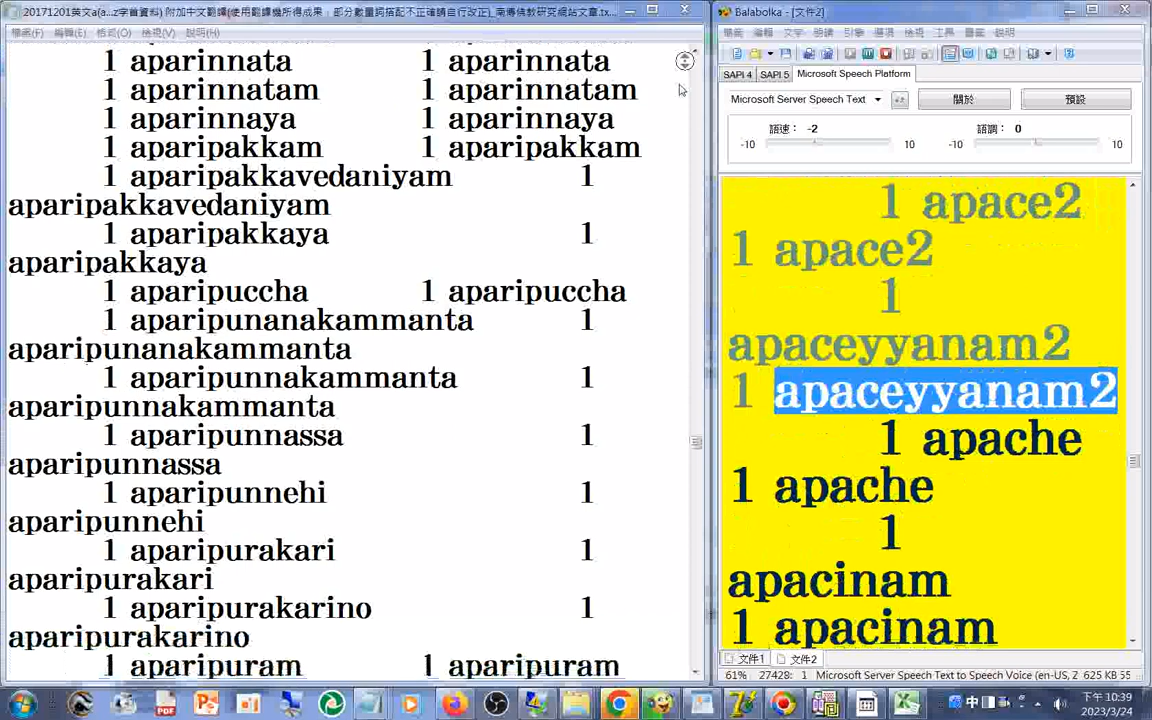 20171201英文a(a...z字首資料) 附加中文翻譯(使用翻譯機所得成果，部分數量詞搭配不正確請自行改正)_南傳佛教研究網站文章.tx...
檔案(F) 編輯(E) 格式(O) 檢視(V) 說明(H)
1 aparinnata 1 aparinnata
1 aparinnatam 1 aparinnatam
1 aparinnaya 1 aparinnaya
1 aparipakkam 1 aparipakkam
1 aparipakkavedaniyam 1
aparipakkavedaniyam
1 aparipakkaya 1
aparipakkaya
1 aparipuccha 1 aparipuccha
1 aparipunanakammanta 1
aparipunanakammanta
1 aparipunnakammanta 1
aparipunnakammanta
1 aparipunnassa 1
aparipunnassa
1 aparipunnehi 1
aparipunnehi
1 aparipurakari 1
aparipurakari
1 aparipurakarino 1
aparipurakarino
1 aparipuram 1 aparipuram
Balabolka - [文件2]
SAPI 4 SAPI 5 Microsoft Speech Platform
Microsoft Server Speech Text 關於 預設
語速： -2 語調： 0
-10 10 -10 10
1 apace2
1 apace2
1
apaceyyanam2
1 apaceyyanam2
1 apache
1 apache
1
apacinam
1 apacinam
文件1 文件2
61% 27428: 1 Microsoft Server Speech Text to Speech Voice (en-US, Z 625 KB 55
下午 10:39
2023/3/24